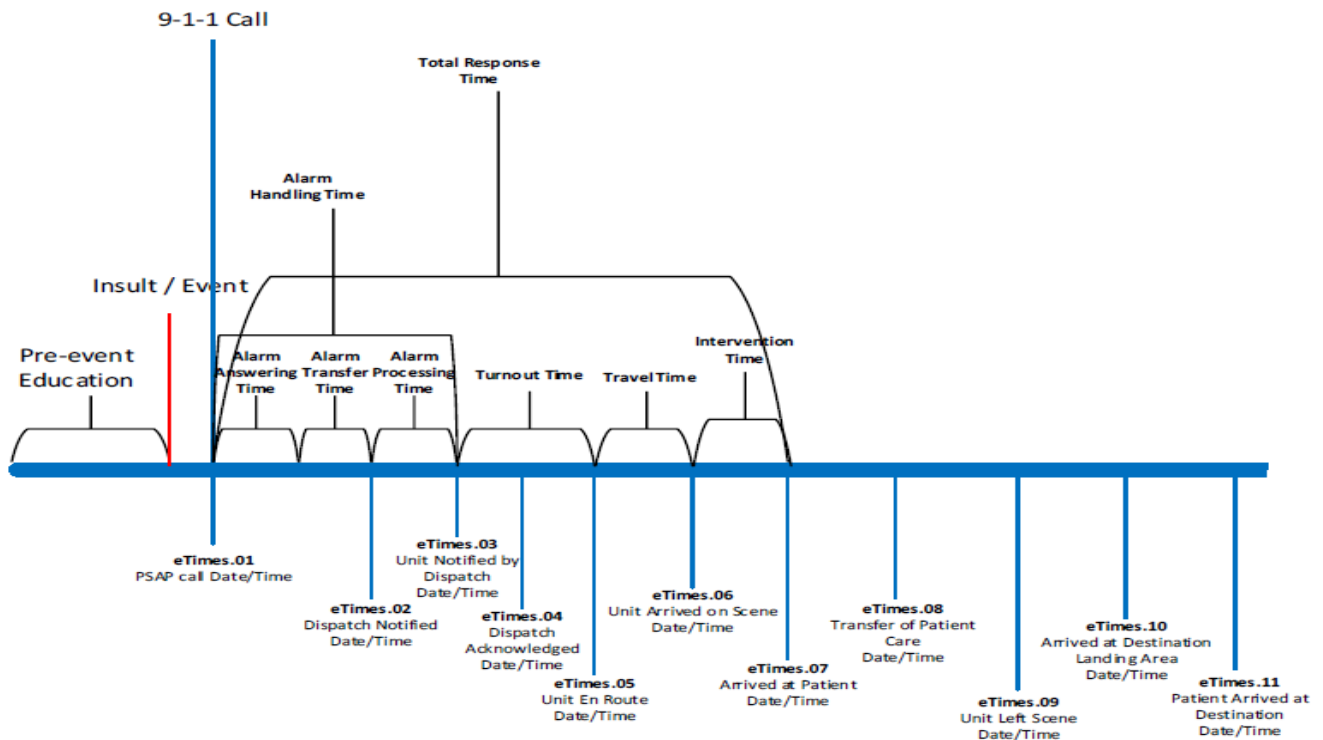 9-1-1 Call
Total Response
Time
Alarm
Handling Time
Insult / Event
Pre-event
Education
Alarm
Answering
Time
Alarm
Transfer
Time
Alarm
Processing
Time
Turnout Time
Travel Time
Intervention
Time
eTimes.01
PSAP call Date/Time
eTimes.02
Dispatch Notified
Date/Time
eTimes.03
Unit Notified by
Dispatch
Date/Time
eTimes.04
Dispatch
Acknowledged
Date/Time
eTimes.05
Unit En Route
Date/Time
eTimes.06
Unit Arrived on Scene
Date/Time
eTimes.07
Arrived at Patient
Date/Time
eTimes.08
Transfer of Patient
Care
Date/Time
eTimes.09
Unit Left Scene
Date/Time
eTimes.10
Arrived at Destination
Landing Area
Date/Time
eTimes.11
Patient Arrived at
Destination
Date/Time